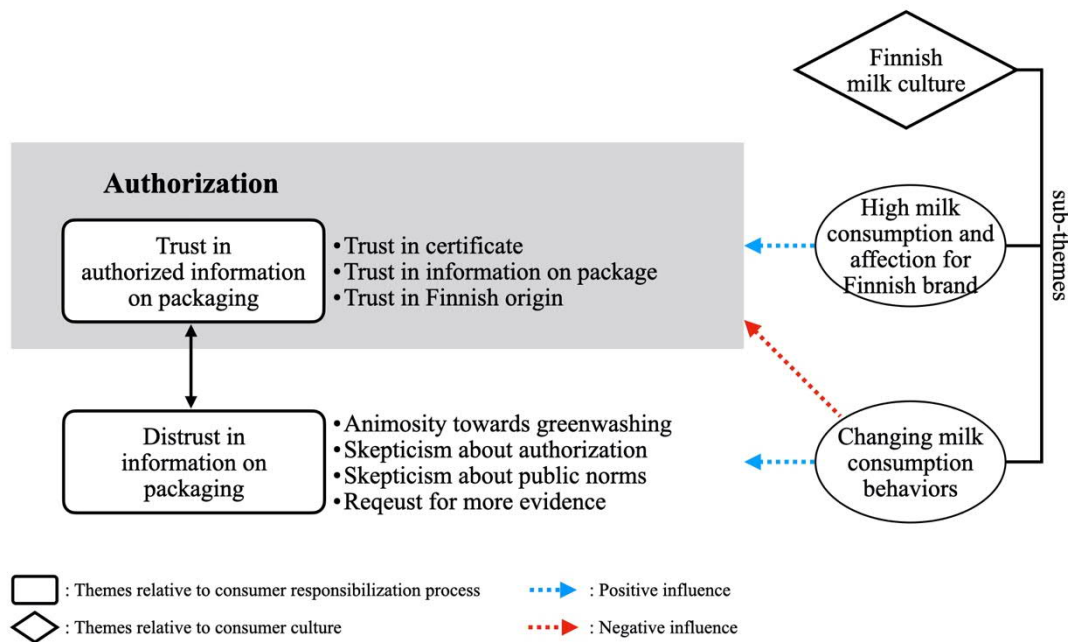 Finnish
milk culture
Authorization
Trust in
authorized information
on packaging
•Trust in certificate
•Trust in information on package
•Trust in Finnish origin
High milk
consumption and
affection for
Finnish brand
sub-themes
Distrust in
information on
packaging
•Animosity towards greenwashing
•Skepticism about authorization
•Skepticism about public norms
•Reqeust for more evidence
Changing milk
consumption
behaviors
: Themes relative to consumer responsibilization process
: Positive influence
: Themes relative to consumer culture
: Negative influence